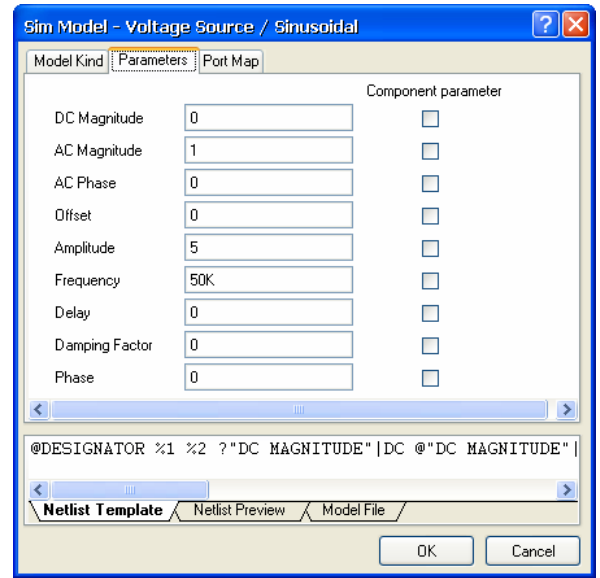 Sim Model - Voltage Source / Sinusoidal
Model Kind Parameters Port Map
Component parameter
DC Magnitude 0
AC Magnitude 1
AC Phase 0
Offset 0
Amplitude 5
Frequency 50K
Delay 0
Damping Factor 0
Phase 0
@DESIGNATOR %1 %2 ?"DC MAGNITUDE"|DC @"DC MAGNITUDE"|
Netlist Template Netlist Preview Model File
OK Cancel